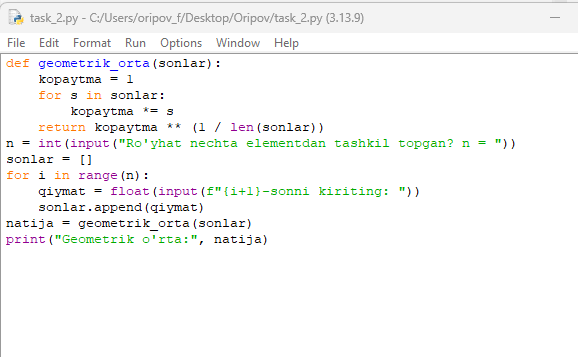 task_2.py - C:/Users/oripov_f/Desktop/Oripov/task_2.py (3.13.9)
File Edit Format Run Options Window Help
def geometrik_orta(sonlar):
    kopaytma = 1
    for s in sonlar:
        kopaytma *= s
    return kopaytma ** (1 / len(sonlar))
n = int(input("Ro'yhat nechta elementdan tashkil topgan? n = "))
sonlar = []
for i in range(n):
    qiymat = float(input(f"{i+1}-sonni kiriting: "))
    sonlar.append(qiymat)
natija = geometrik_orta(sonlar)
print("Geometrik o'rta:", natija)